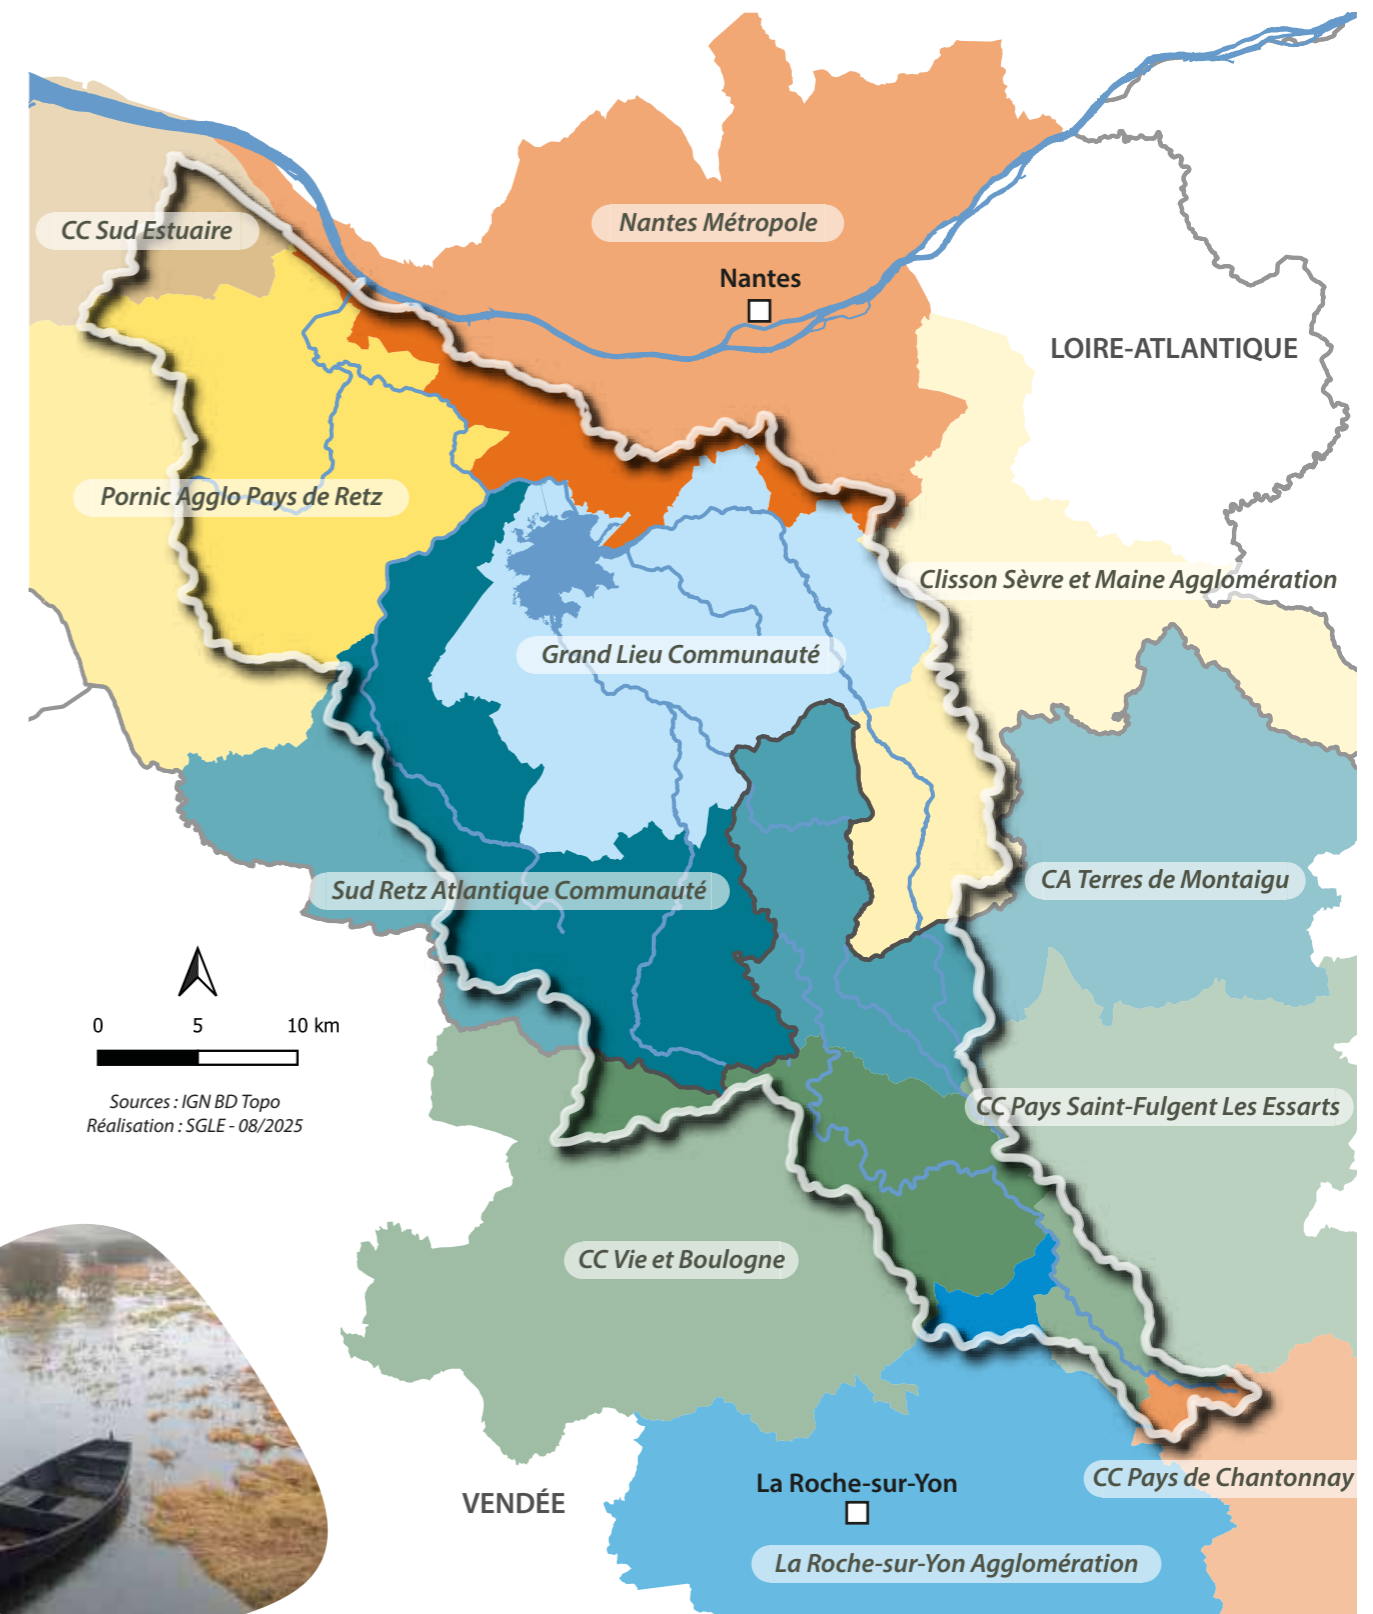 CC Sud Estuaire
Nantes Métropole
Nantes
LOIRE-ATLANTIQUE
Pornic Agglo Pays de Retz
Clisson Sèvre et Maine Agglomération
Grand Lieu Communauté
CA Terres de Montaigu
Sud Retz Atlantique Communauté
0 5 10 km
Sources : IGN BD Topo
Réalisation : SGLE - 08/2025
CC Pays Saint-Fulgent Les Essarts
CC Vie et Boulogne
CC Pays de Chantonnay
La Roche-sur-Yon
VENDÉE
La Roche-sur-Yon Agglomération